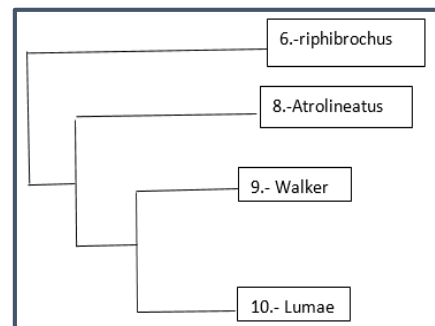 6.-riphibrochus
8.-Atrolineatus
9.- Walker
10.- Lumae